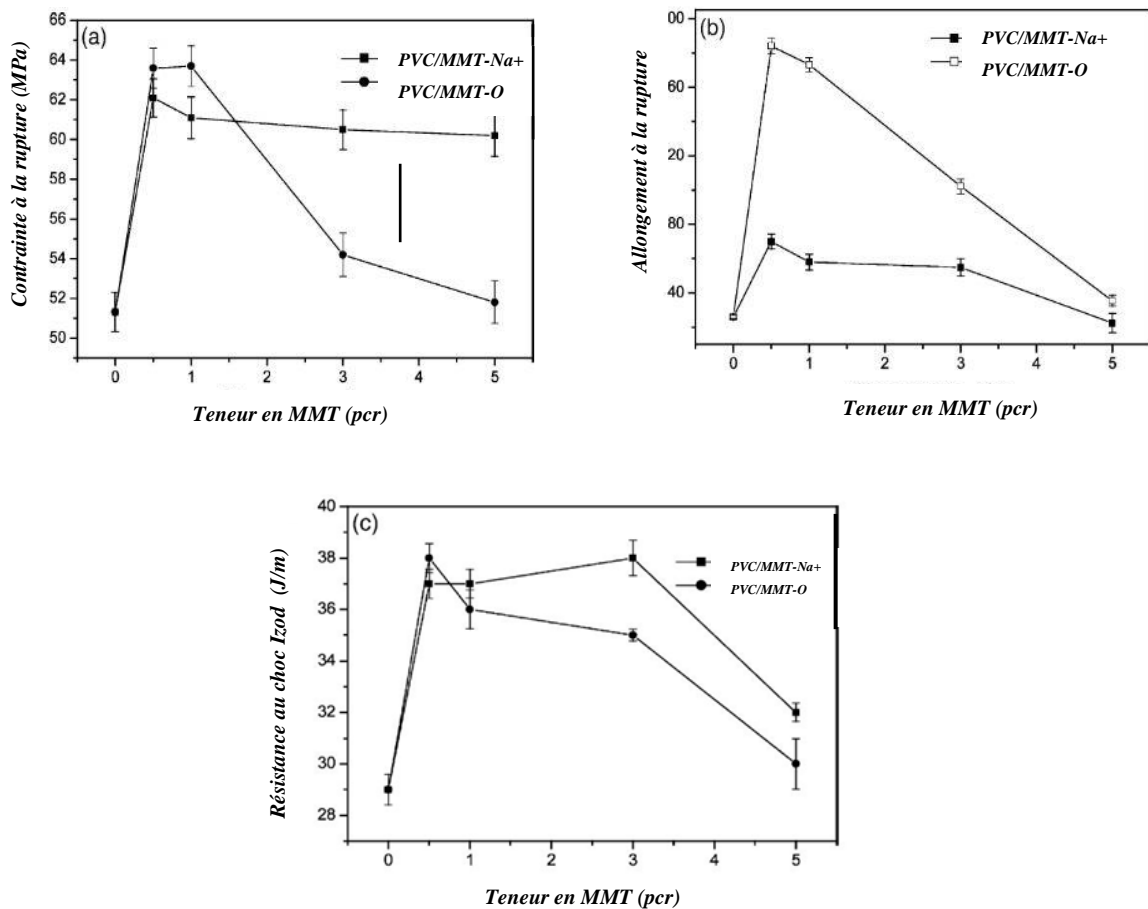 (a)
PVC/MMT-Na+
PVC/MMT-O
Contrainte à la rupture (MPa)
66
64
62
60
58
56
54
52
50
0 1 2 3 4 5
Teneur en MMT (pcr)
(b)
PVC/MMT-Na+
PVC/MMT-O
Allongement à la rupture
80
00
20
80
40
0 1 2 3 4 5
Teneur en MMT (pcr)
(c)
PVC/MMT-Na+
PVC/MMT-O
Résistance au choc Izod (J/m)
40
38
36
34
32
30
28
0 1 2 3 4 5
Teneur en MMT (pcr)